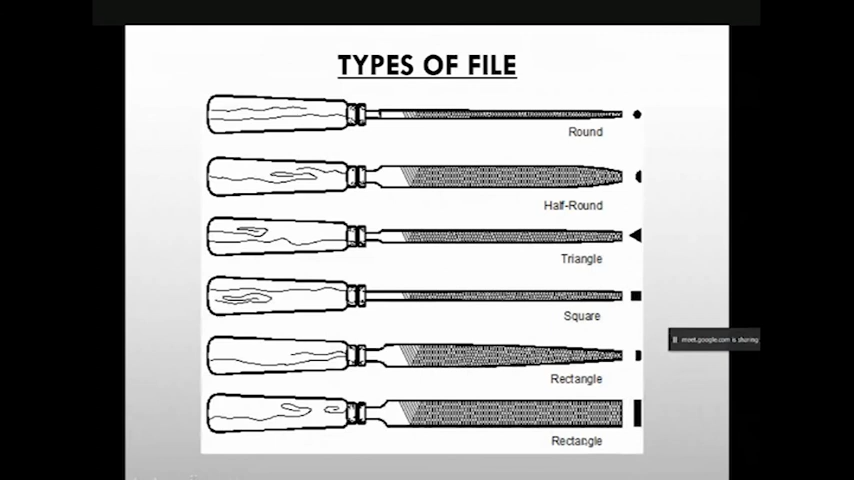 TYPES OF FILE
Round
Half-Round
Triangle
Square
meet.google.com is sharing
Rectangle
Rectangle